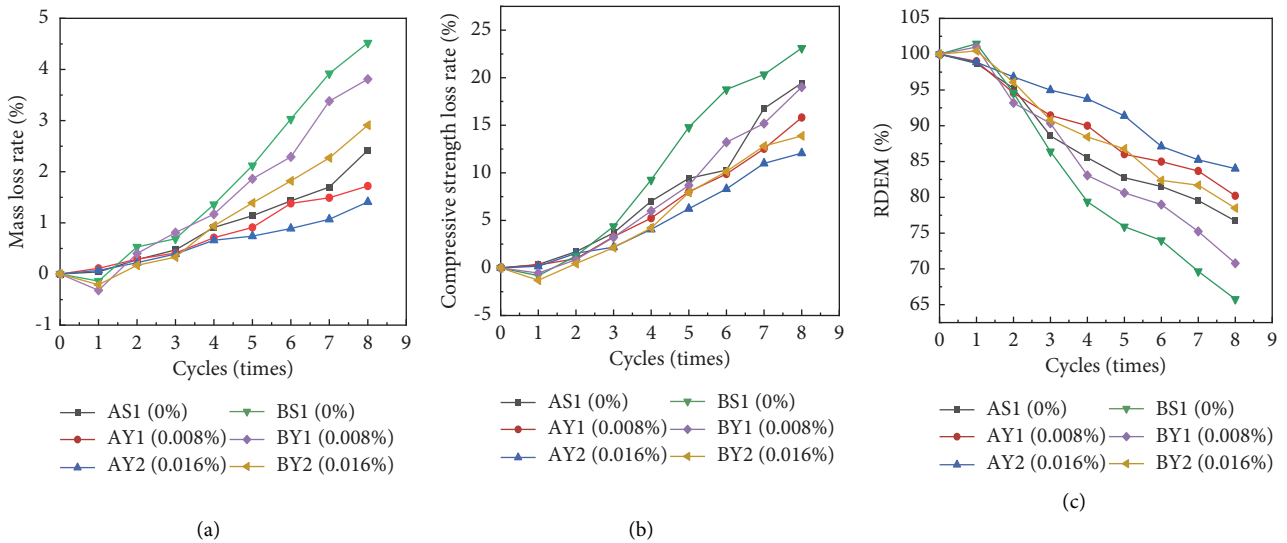 Mass loss rate (%)
5
4
3
2
1
0
-1
0 1 2 3 4 5 6 7 8 9
Cycles (times)
AS1 (0%) BS1 (0%)
AY1 (0.008%) BY1 (0.008%)
AY2 (0.016%) BY2 (0.016%)
(a)
Compressive strength loss rate (%)
25
20
15
10
5
0
-5
0 1 2 3 4 5 6 7 8 9
Cycles (times)
AS1 (0%) BS1 (0%)
AY1 (0.008%) BY1 (0.008%)
AY2 (0.016%) BY2 (0.016%)
(b)
RDEM (%)
105
100
95
90
85
80
75
70
65
0 1 2 3 4 5 6 7 8 9
Cycles (times)
AS1 (0%) BS1 (0%)
AY1 (0.008%) BY1 (0.008%)
AY2 (0.016%) BY2 (0.016%)
(c)